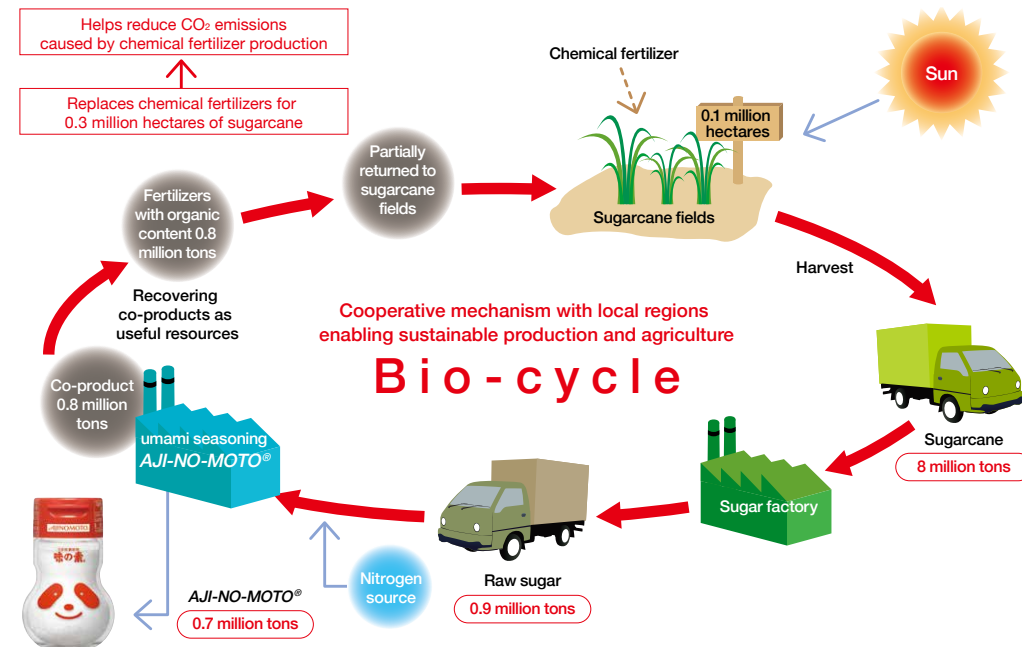 Helps reduce CO₂ emissions
caused by chemical fertilizer production
Replaces chemical fertilizers for
0.3 million hectares of sugarcane
Chemical fertilizer
Sun
0.1 million
hectares
Partially
returned to
sugarcane
fields
Sugarcane fields
Fertilizers
with organic
content 0.8
million tons
Harvest
Recovering
co-products as
useful resources
Cooperative mechanism with local regions
enabling sustainable production and agriculture
Bio-cycle
Co-product
0.8 million
tons
umami seasoning
AJI-NO-MOTO®
Sugarcane
8 million tons
Sugar factory
Raw sugar
0.9 million tons
Nitrogen
source
AJI-NO-MOTO®
0.7 million tons
AJINOMOTO
味の素